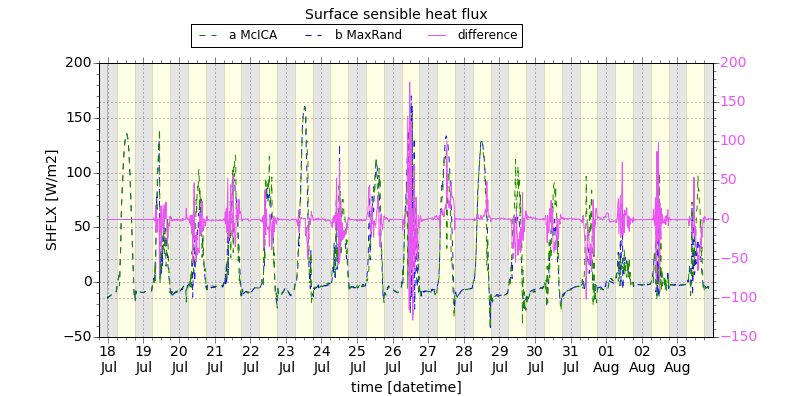 Surface sensible heat flux
a McICA b MaxRand difference
200 200
150 150
100 100
50 50
0 0
−50 −50
−100
−150
SHFLX [W/m2]
18 19 20 21 22 23 24 25 26 27 28 29 30 31 01 02 03
Jul Jul Jul Jul Jul Jul Jul Jul Jul Jul Jul Jul Jul Jul Aug Aug Aug
time [datetime]